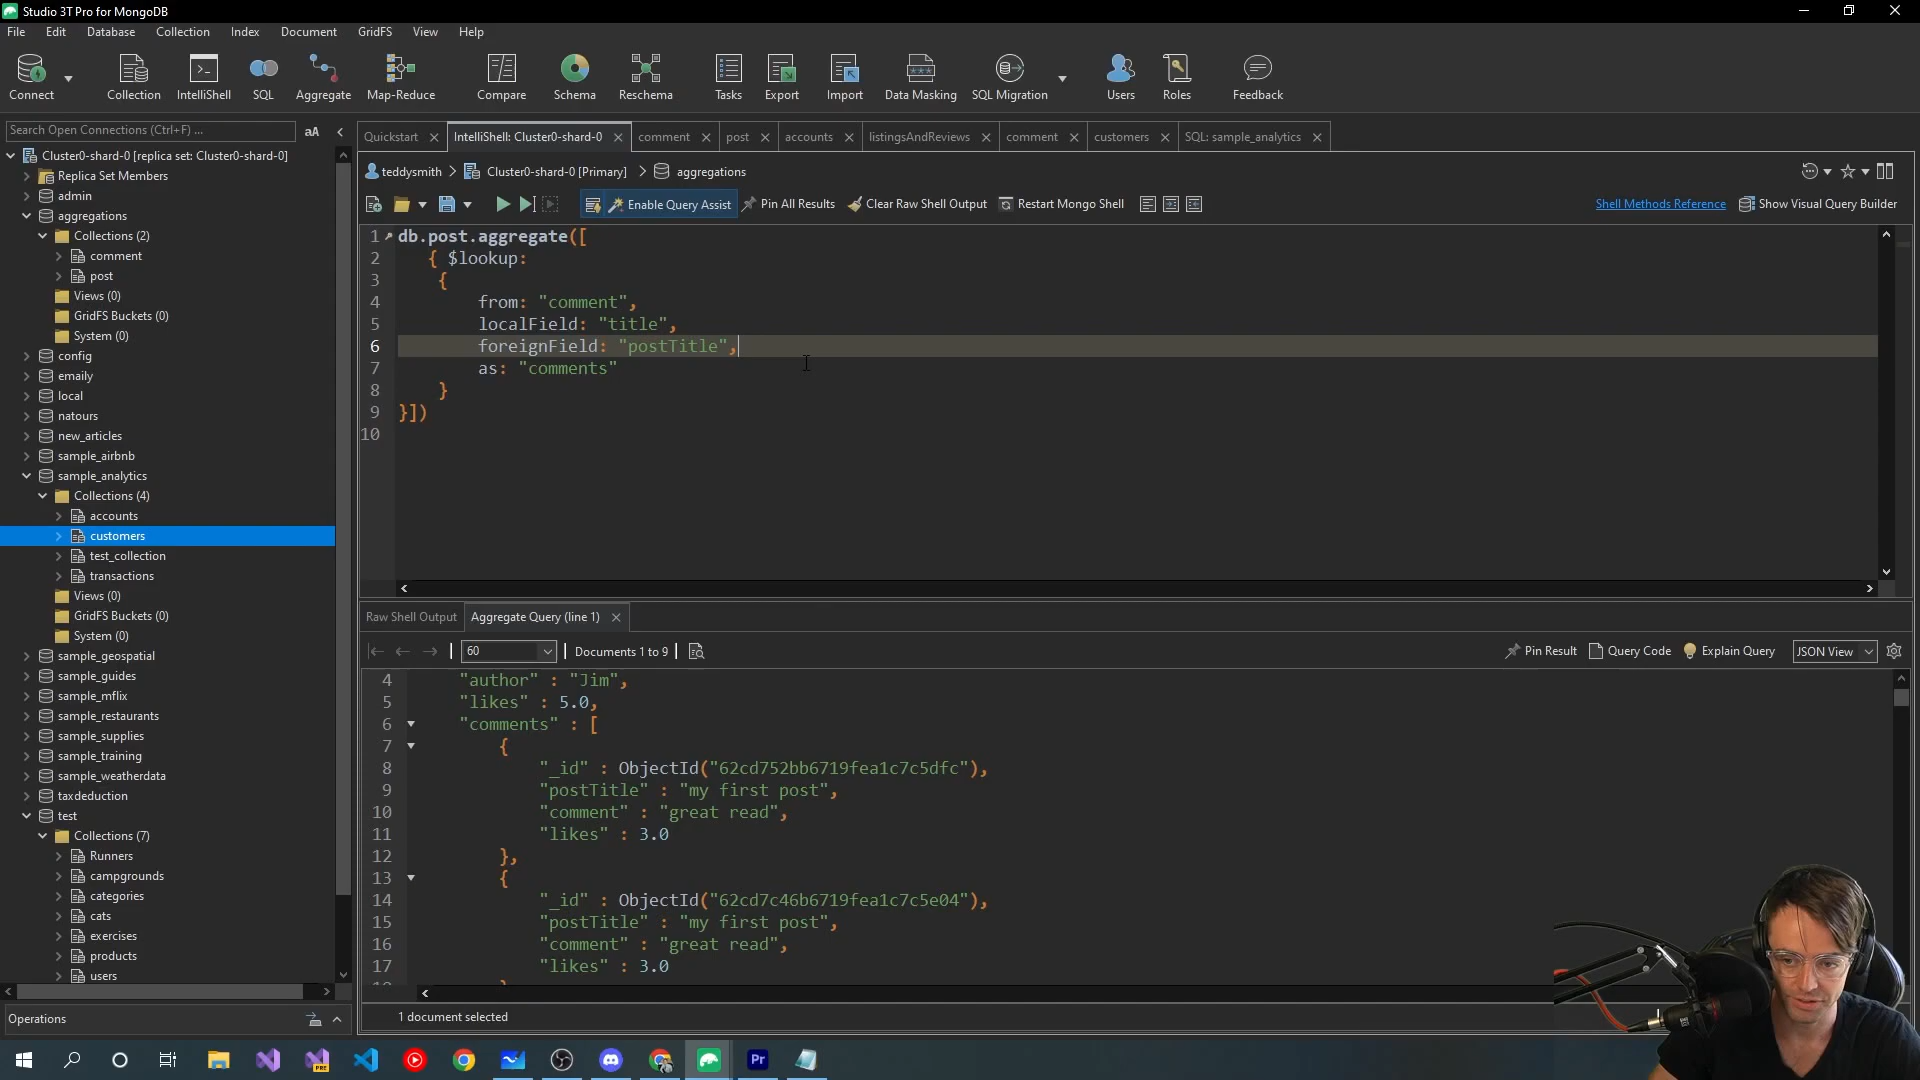 Studio 3T Pro for MongoDB
File Edit Database Collection Index Document GridFS View Help
Connect Collection IntelliShell SQL Aggregate Map-Reduce Compare Schema Reschema Tasks Export Import Data Masking SQL Migration Users Roles Feedback
Search Open Connections (Ctrl+F) ... aA
Quickstart IntelliShell: Cluster0-shard-0 comment post accounts listingsAndReviews comment customers SQL: sample_analytics
Cluster0-shard-0 [replica set: Cluster0-shard-0]
Replica Set Members
admin
aggregations
Collections (2)
comment
post
Views (0)
GridFS Buckets (0)
System (0)
config
emaily
local
natours
new_articles
sample_airbnb
sample_analytics
Collections (4)
accounts
customers
test_collection
transactions
Views (0)
GridFS Buckets (0)
System (0)
sample_geospatial
sample_guides
sample_mflix
sample_restaurants
sample_supplies
sample_training
sample_weatherdata
taxdeduction
test
Collections (7)
Runners
campgrounds
categories
cats
exercises
products
users
Operations
teddysmith Cluster0-shard-0 [Primary] aggregations
Enable Query Assist Pin All Results Clear Raw Shell Output Restart Mongo Shell Shell Methods Reference Show Visual Query Builder
1 db.post.aggregate([
2 { $lookup:
3 {
4 from: "comment",
5 localField: "title",
6 foreignField: "postTitle",
7 as: "comments"
8 }
9 }])
10
Raw Shell Output Aggregate Query (line 1)
60 Documents 1 to 9 Pin Result Query Code Explain Query JSON View
4 "author" : "Jim",
5 "likes" : 5.0,
6 "comments" : [
7 {
8 "_id" : ObjectId("62cd752bb6719fea1c7c5dfc"),
9 "postTitle" : "my first post",
10 "comment" : "great read",
11 "likes" : 3.0
12 },
13 {
14 "_id" : ObjectId("62cd7c46b6719fea1c7c5e04"),
15 "postTitle" : "my first post",
16 "comment" : "great read",
17 "likes" : 3.0
1 document selected
Pr